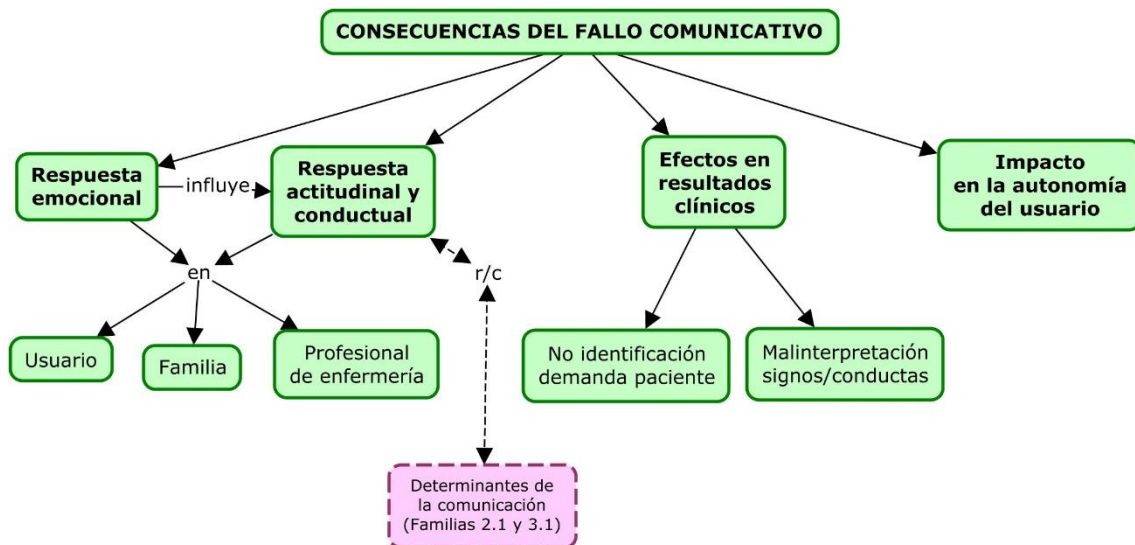 CONSECUENCIAS DEL FALLO COMUNICATIVO
Respuesta
emocional
influye
Respuesta
actitudinal y
conductual
Efectos en
resultados
clínicos
Impacto
en la autonomía
del usuario
en
r/c
Usuario
Familia
Profesional
de enfermería
No identificación
demanda paciente
Malinterpretación
signos/conductas
Determinantes de
la comunicación
(Familias 2.1 y 3.1)